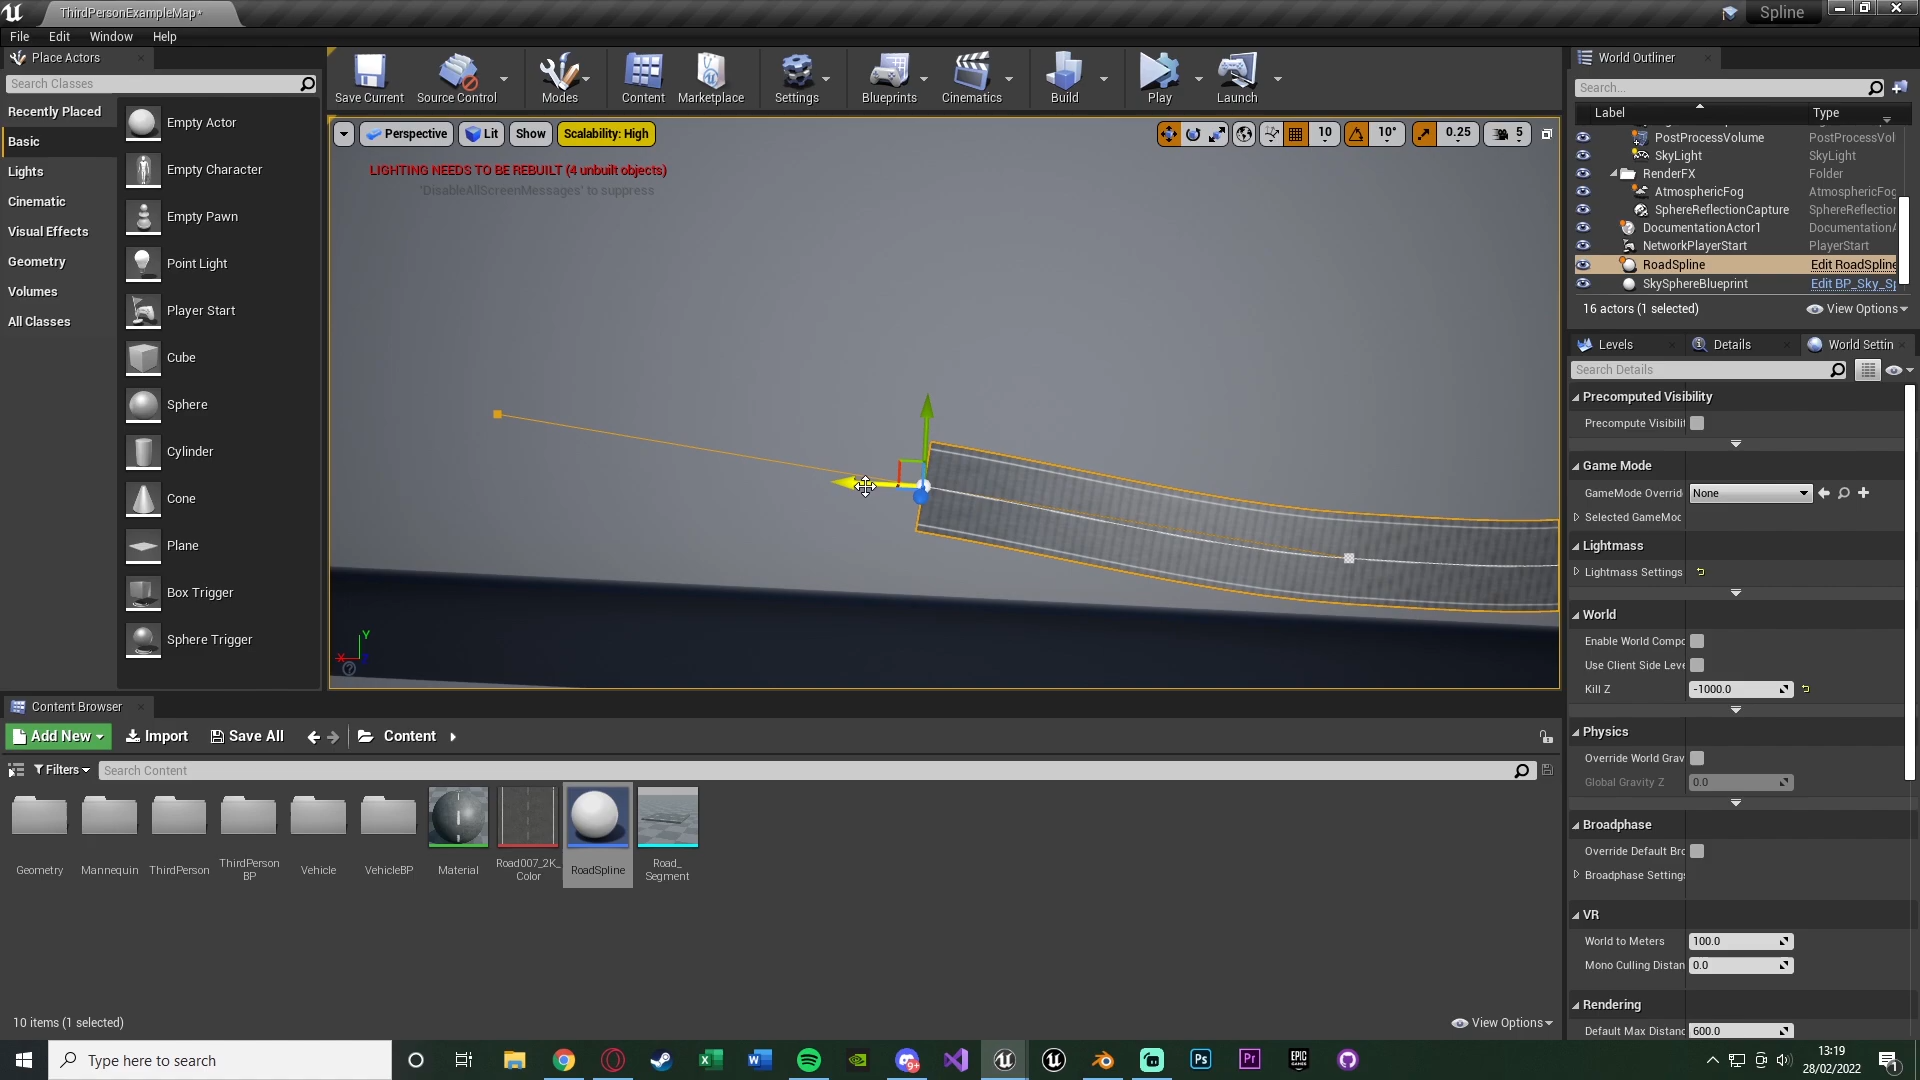 ThirdPersonExampleMap*
Spline
File
Edit
Window
Help
Place Actors
Search Classes
Recently Placed
Basic
Lights
Cinematic
Visual Effects
Geometry
Volumes
All Classes
Empty Actor
Empty Character
Empty Pawn
Point Light
Player Start
Cube
Sphere
Cylinder
Cone
Plane
Box Trigger
Sphere Trigger
Save Current
Source Control
Modes
Content
Marketplace
Settings
Blueprints
Cinematics
Build
Play
Launch
Perspective
Lit
Show
Scalability: High
10
10°
0.25
5
LIGHTING NEEDS TO BE REBUILT (4 unbuilt objects)
'DisableAllScreenMessages' to suppress
Y
X
World Outliner
Search...
Label
Type
PostProcessVolume
PostProcessVol
SkyLight
SkyLight
RenderFX
Folder
AtmosphericFog
AtmosphericFog
SphereReflectionCapture
SphereReflection
DocumentationActor1
DocumentationA
NetworkPlayerStart
PlayerStart
RoadSpline
Edit RoadSpline
SkySphereBlueprint
Edit BP_Sky_Sp
16 actors (1 selected)
View Options
Levels
Details
World Settin
Search Details
Precomputed Visibility
Precompute Visibilit
Game Mode
GameMode Overrid
None
Selected GameMod
Lightmass
Lightmass Settings
World
Enable World Compo
Use Client Side Leve
Kill Z
-1000.0
Physics
Override World Grav
Global Gravity Z
0.0
Broadphase
Override Default Bro
Broadphase Settings
VR
World to Meters
100.0
Mono Culling Distan
0.0
Rendering
Default Max Distanc
600.0
Content Browser
Add New
Import
Save All
Content
Filters
Search Content
Geometry
Mannequin
ThirdPerson
ThirdPerson
BP
Vehicle
VehicleBP
Material
Road007_2K_
Color
RoadSpline
Road_
Segment
10 items (1 selected)
View Options
Type here to search
9+
Ps
Pr
EPIC
GAMES
13:19
28/02/2022
1